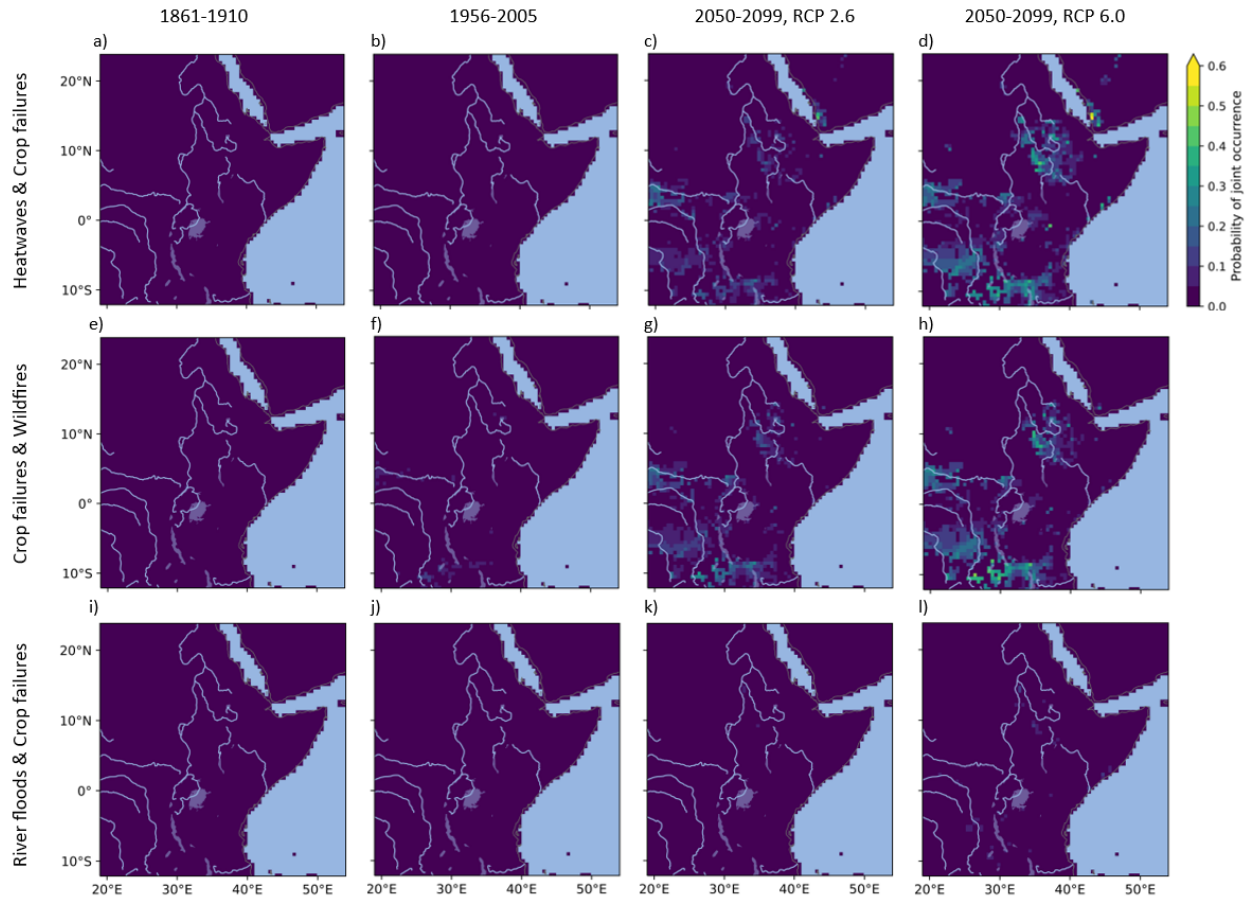 1861-1910 1956-2005 2050-2099, RCP 2.6 2050-2099, RCP 6.0
a) b) c) d)
Heatwaves & Crop failures
20°N
10°N
0°
10°S
0.6
0.5
0.4
0.3
0.2
0.1
0.0
Probability of joint occurrence
e) f) g) h)
Crop failures & Wildfires
20°N
10°N
0°
10°S
i) j) k) l)
River floods & Crop failures
20°N
10°N
0°
10°S
20°E 30°E 40°E 50°E 20°E 30°E 40°E 50°E 20°E 30°E 40°E 50°E 20°E 30°E 40°E 50°E